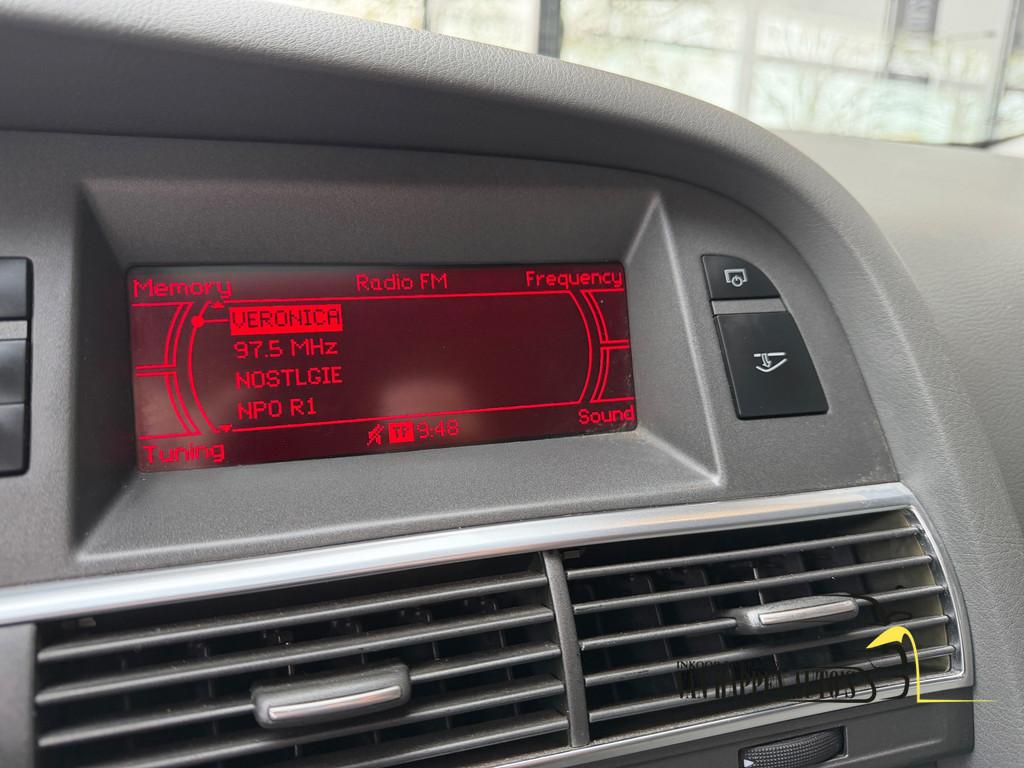 Memory Radio FM Frequency
VERONICA
97.5 MHz
NOSTLGIE
NPO R1
Tuning TP 9:48 Sound